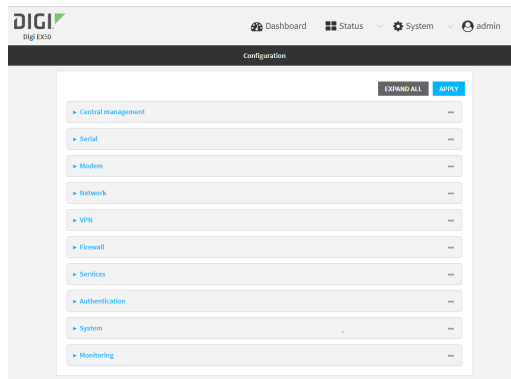 DIGI
Digi EX50
Dashboard Status System admin
Configuration
EXPAND ALL APPLY
Central management
Serial
Modem
Network
VPN
Firewall
Services
Authentication
System
Monitoring